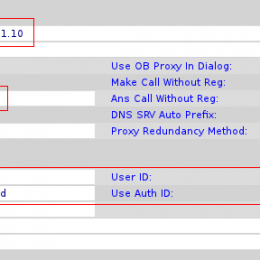 1.10
Use OB Proxy In Dialog:
Make Call Without Reg:
Ans Call Without Reg:
DNS SRV Auto Prefix:
Proxy Redundancy Method:
User ID:
d Use Auth ID: